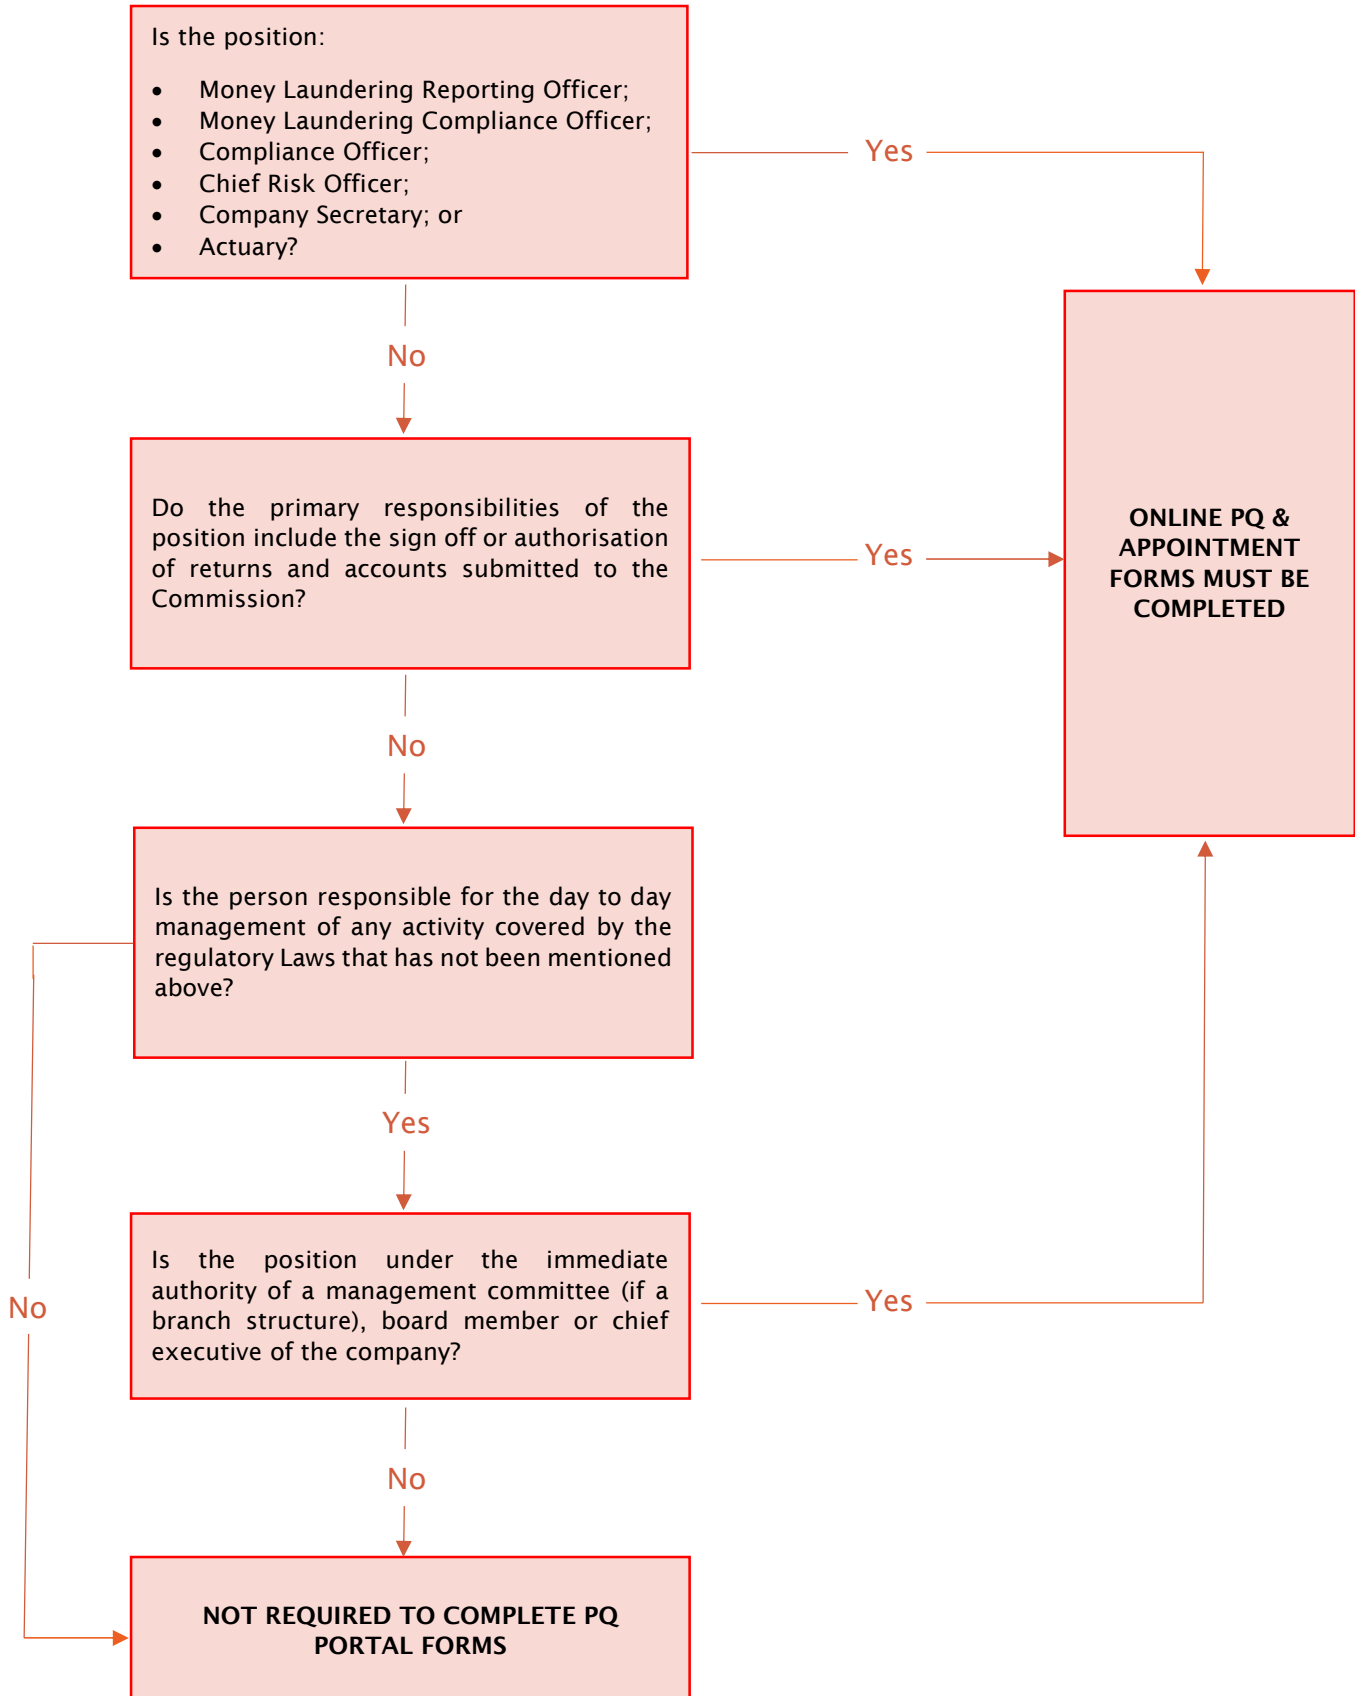 Is the position:
• Money Laundering Reporting Officer;
• Money Laundering Compliance Officer;
• Compliance Officer;
• Chief Risk Officer;
• Company Secretary; or
• Actuary?
Yes
No
Do the primary responsibilities of the
position include the sign off or authorisation
of returns and accounts submitted to the
Commission?
Yes
ONLINE PQ &
APPOINTMENT
FORMS MUST BE
COMPLETED
No
Is the person responsible for the day to day
management of any activity covered by the
regulatory Laws that has not been mentioned
above?
Yes
Is the position under the immediate
authority of a management committee (if a
branch structure), board member or chief
executive of the company?
Yes
No
No
NOT REQUIRED TO COMPLETE PQ
PORTAL FORMS